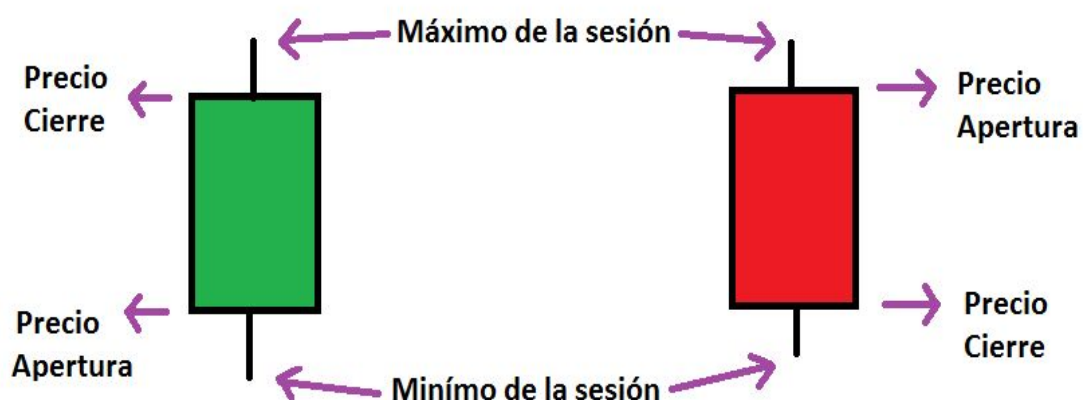 Máximo de la sesión
Precio
Cierre
Precio
Apertura
Precio
Apertura
Precio
Cierre
Minímo de la sesión